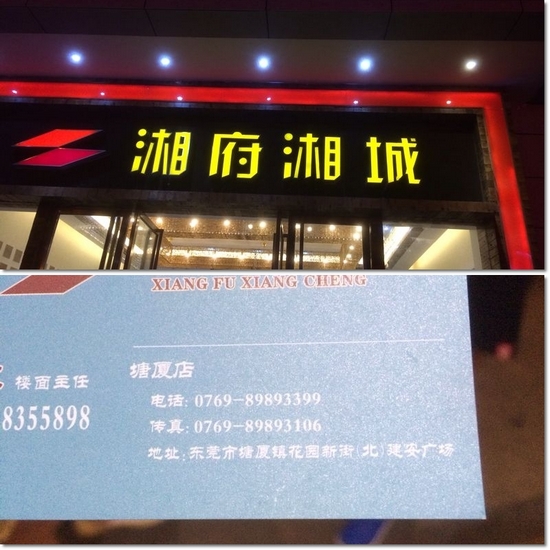 湘府湘城
XIANG FU XIANG CHENG
楼面主任
8355898
塘厦店
电话: 0769-89893399
传真: 0769-89893106
地址: 东莞市塘厦镇花园新街(北)建安广场